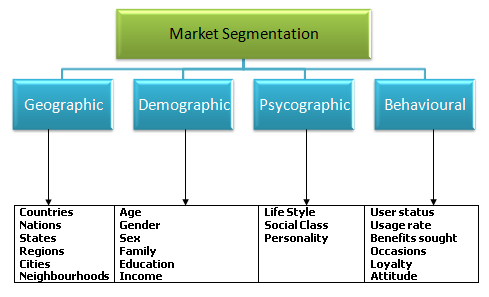 Market Segmentation
Geographic
Demographic
Psycographic
Behavioural
Countries
Nations
States
Regions
Cities
Neighbourhoods
Age
Gender
Sex
Family
Education
Income
Life Style
Social Class
Personality
User status
Usage rate
Benefits sought
Occasions
Loyalty
Attitude